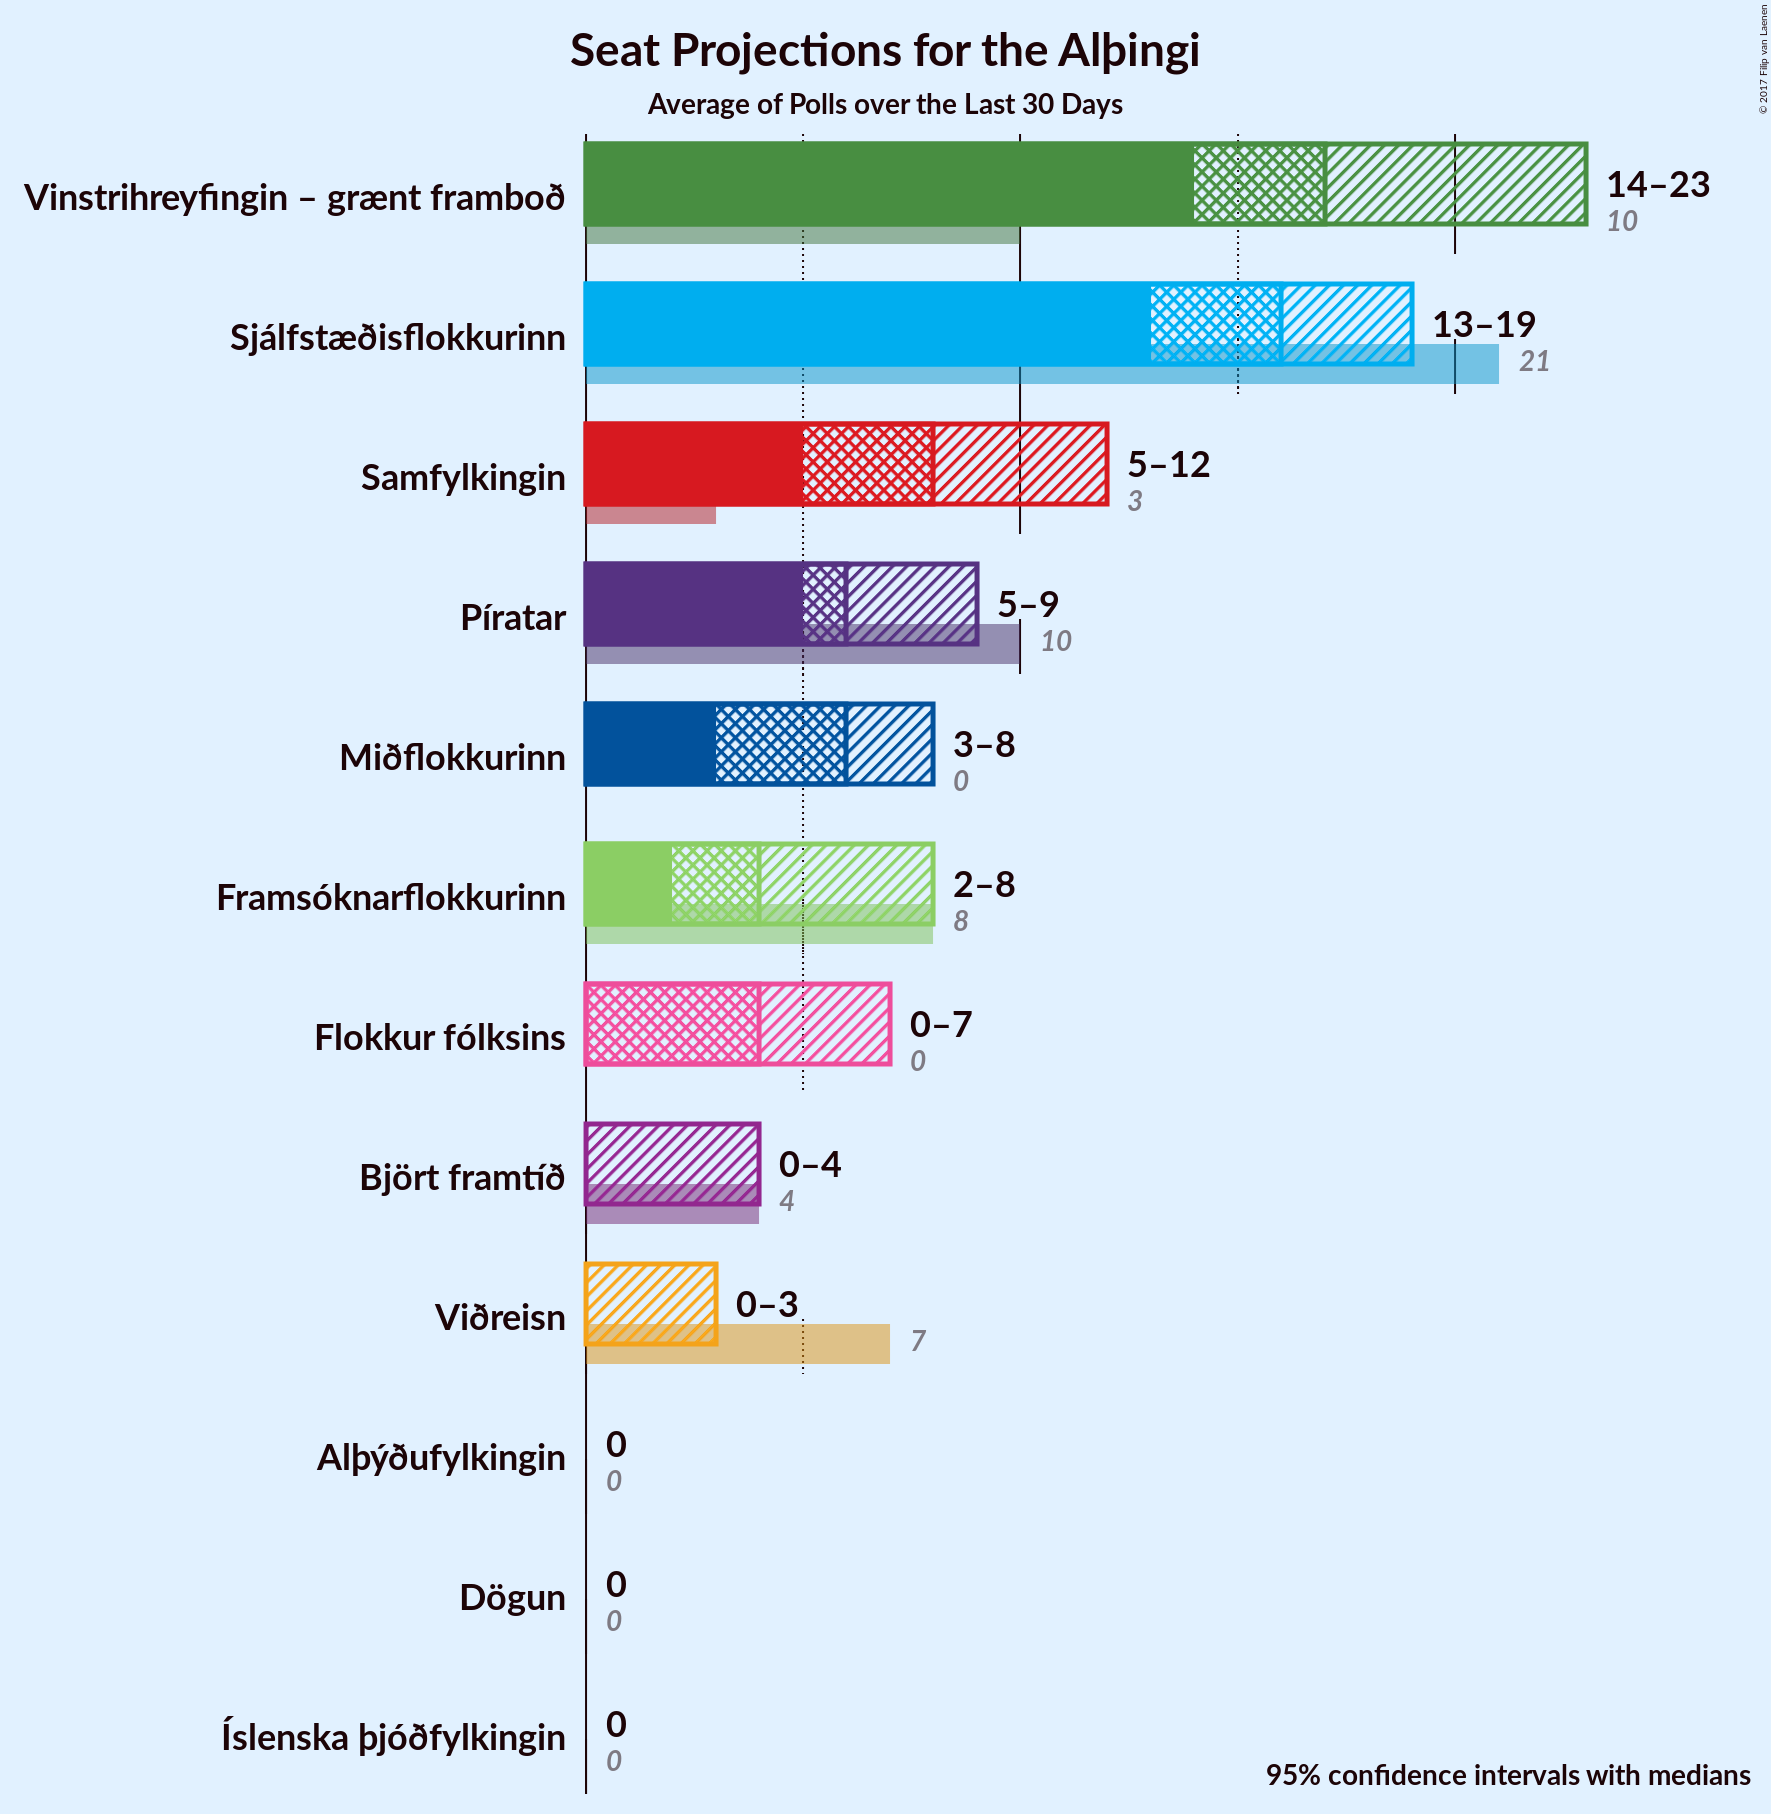 © 2017 Filip van Laenen
Seat Projections for the Alþingi
Average of Polls over the Last 30 Days
Vinstrihreyfingin – grænt framboð
14–23
10
Sjálfstæðisflokkurinn
13–19
21
Samfylkingin
5–12
3
Píratar
5–9
10
Miðflokkurinn
3–8
0
Framsóknarflokkurinn
2–8
8
Flokkur fólksins
0–7
0
Björt framtíð
0–4
4
Viðreisn
0–3
7
Alþýðufylkingin
0
0
Dögun
0
0
Íslenska þjóðfylkingin
0
0
95% confidence intervals with medians